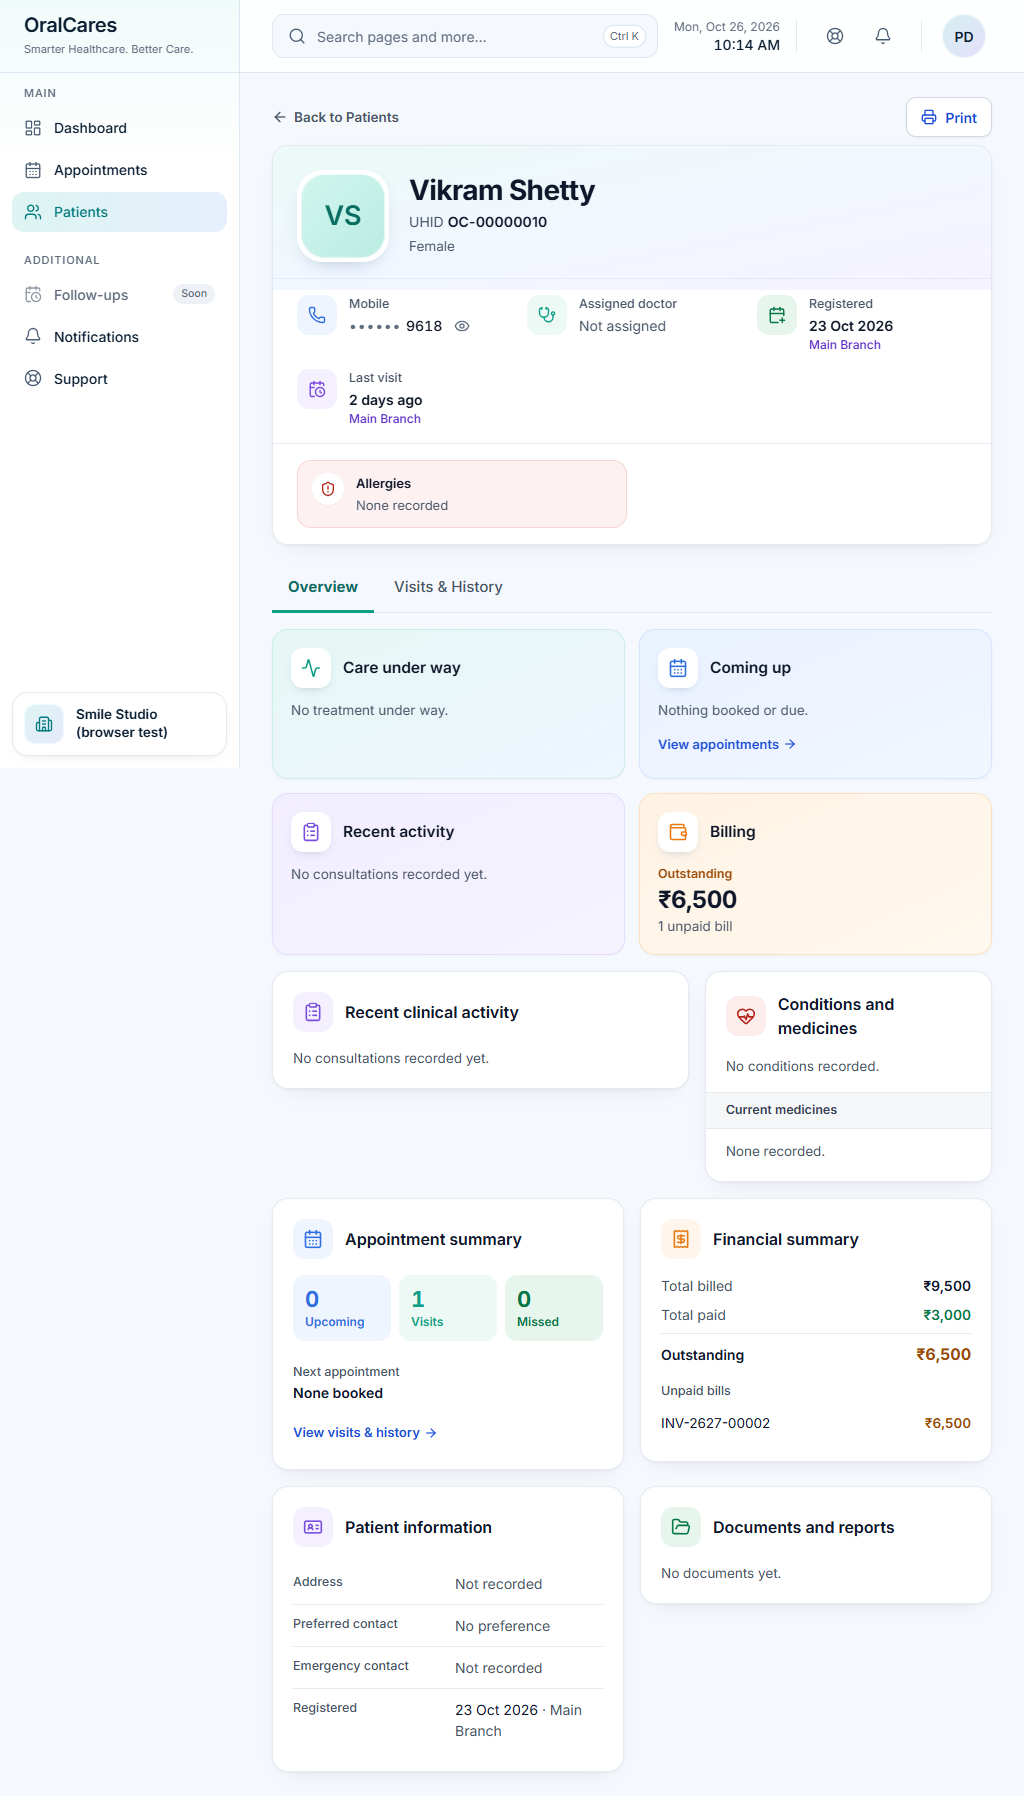 OralCares
Smarter Healthcare. Better Care.
Search pages and more...
Ctrl K
Mon, Oct 26, 2026
10:14 AM
PD
MAIN
Dashboard
Appointments
Patients
ADDITIONAL
Follow-ups
Soon
Notifications
Support
Smile Studio
(browser test)
Back to Patients
Print
VS
Vikram Shetty
UHID OC-00000010
Female
Mobile
•••••• 9618
Assigned doctor
Not assigned
Registered
23 Oct 2026
Main Branch
Last visit
2 days ago
Main Branch
Allergies
None recorded
Overview
Visits & History
Care under way
No treatment under way.
Coming up
Nothing booked or due.
View appointments →
Recent activity
No consultations recorded yet.
Billing
Outstanding
₹6,500
1 unpaid bill
Recent clinical activity
No consultations recorded yet.
Conditions and
medicines
No conditions recorded.
Current medicines
None recorded.
Appointment summary
0
Upcoming
1
Visits
0
Missed
Next appointment
None booked
View visits & history →
Financial summary
Total billed
₹9,500
Total paid
₹3,000
Outstanding
₹6,500
Unpaid bills
INV-2627-00002
₹6,500
Patient information
Address
Not recorded
Preferred contact
No preference
Emergency contact
Not recorded
Registered
23 Oct 2026 · Main
Branch
Documents and reports
No documents yet.